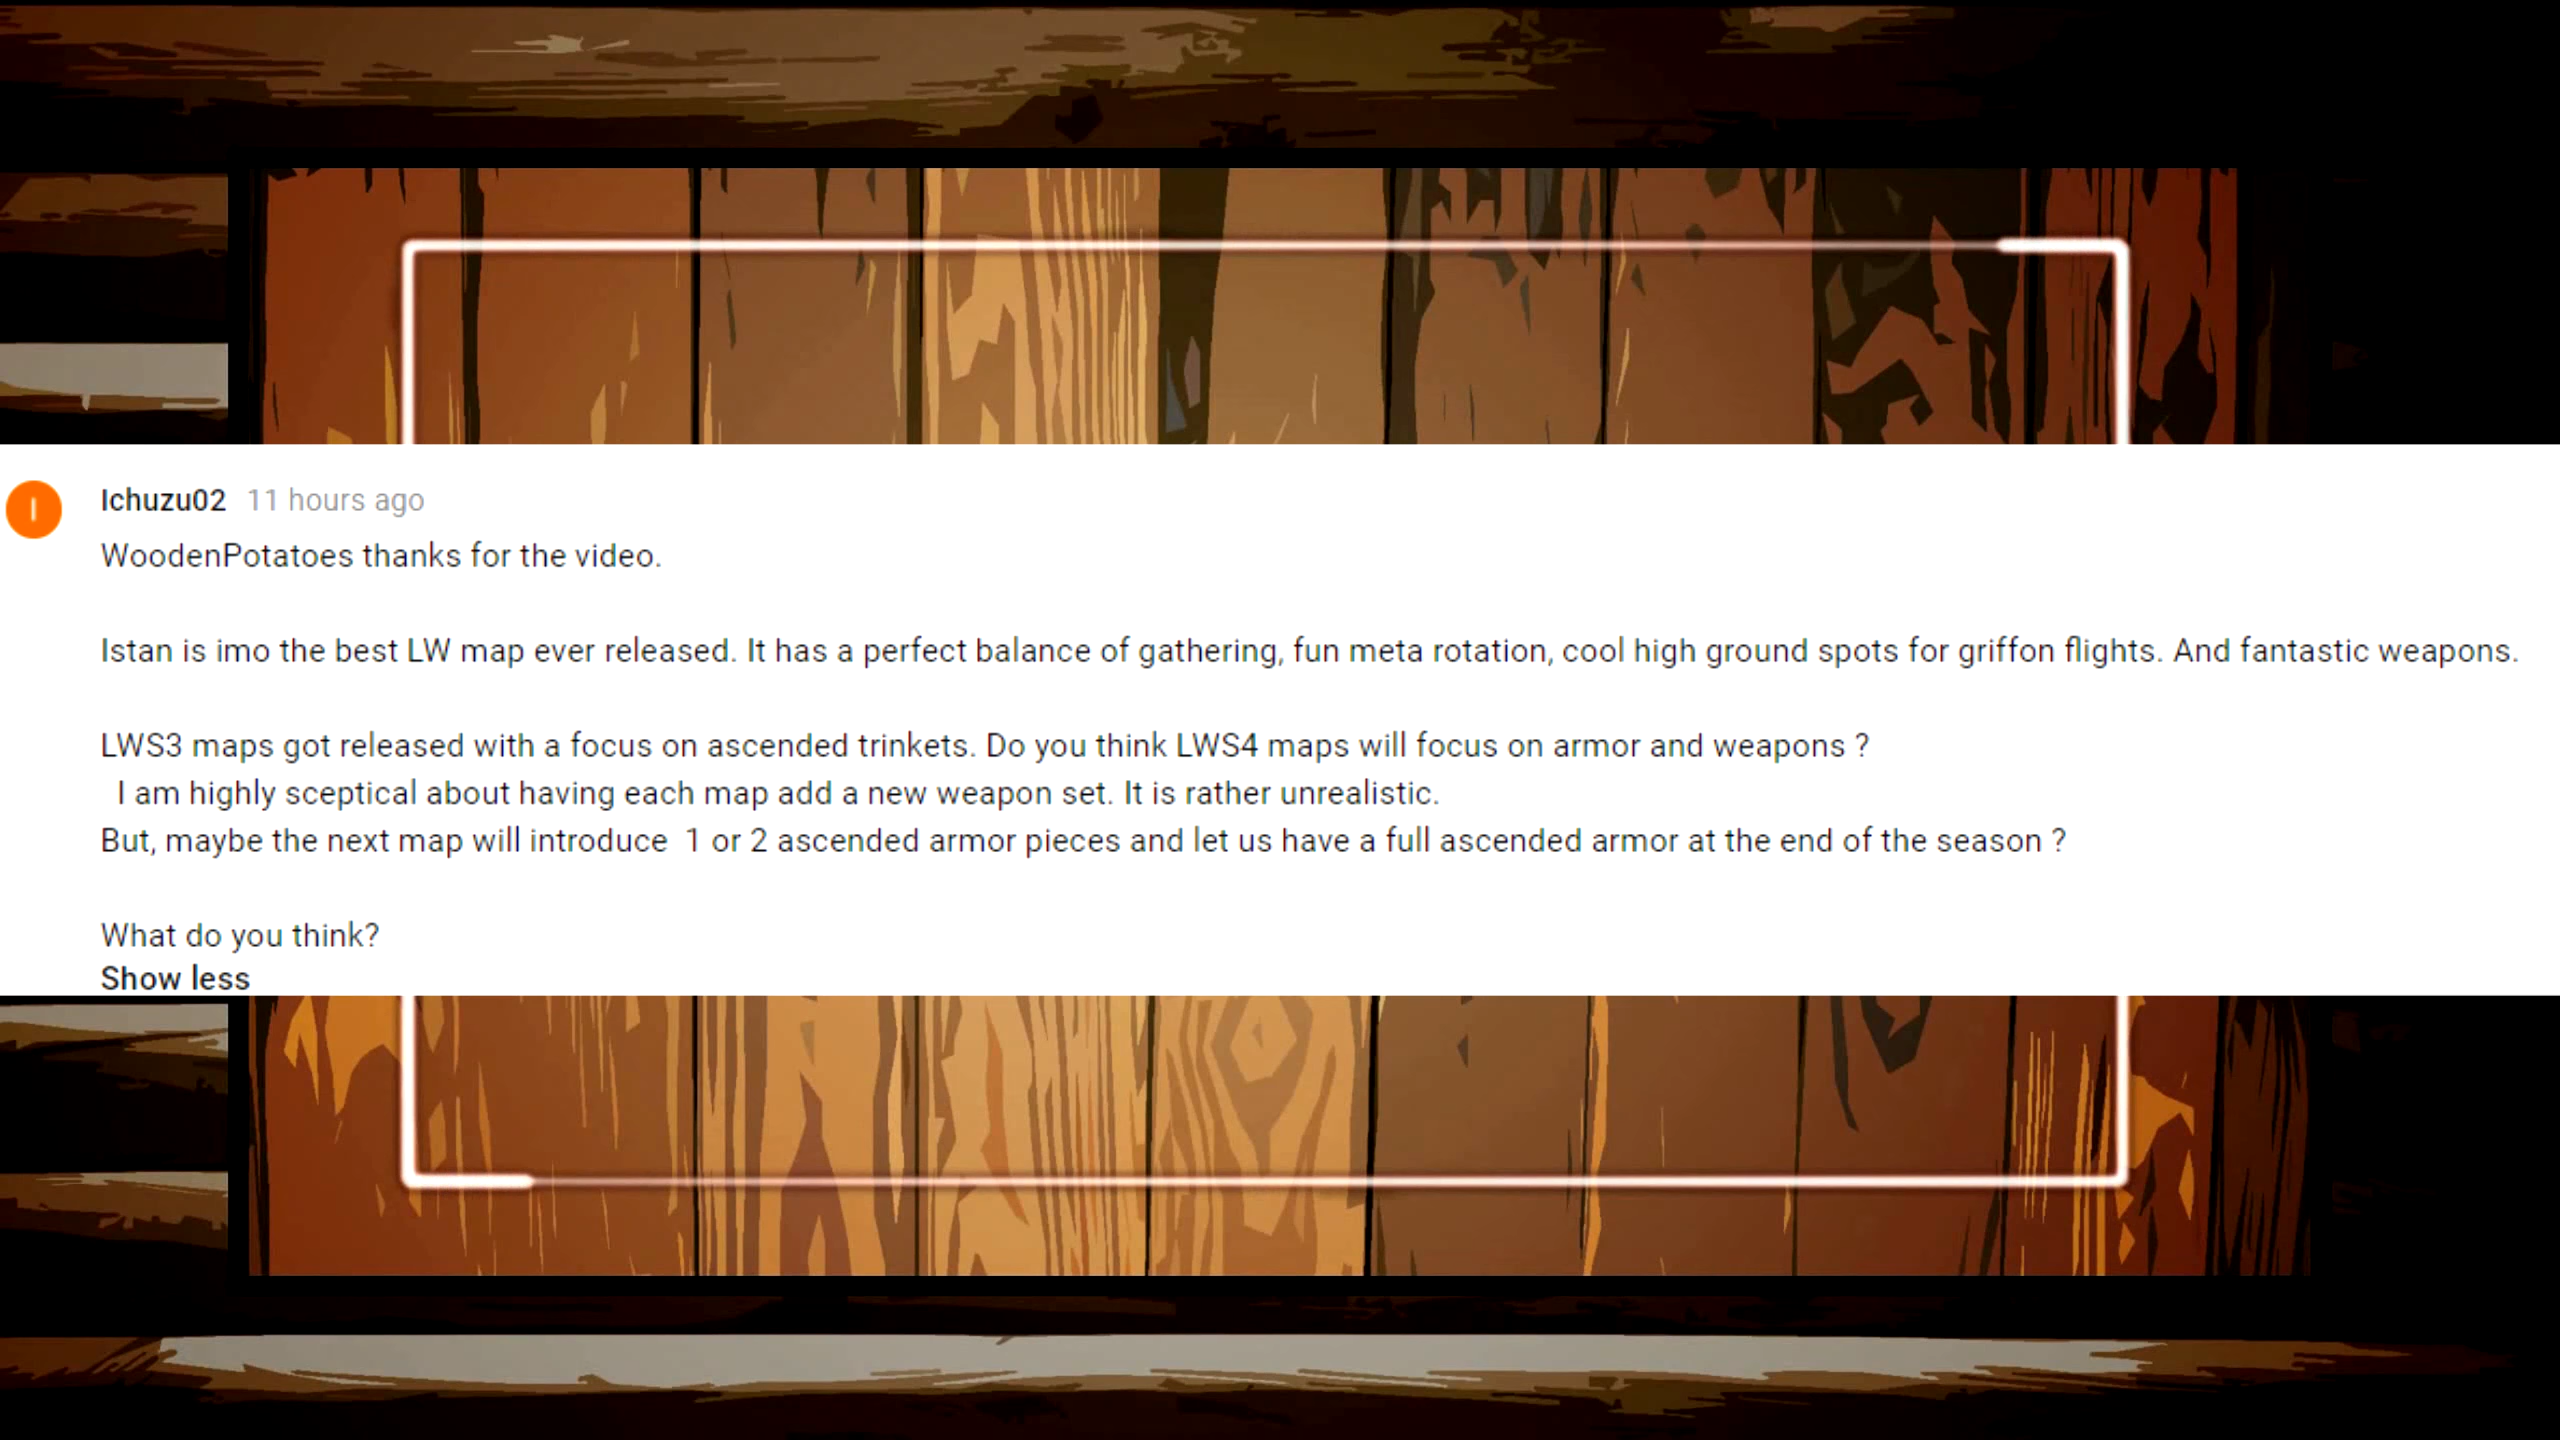 I
Ichuzu02 11 hours ago
WoodenPotatoes thanks for the video.
Istan is imo the best LW map ever released. It has a perfect balance of gathering, fun meta rotation, cool high ground spots for griffon flights. And fantastic weapons.
LWS3 maps got released with a focus on ascended trinkets. Do you think LWS4 maps will focus on armor and weapons ?
I am highly sceptical about having each map add a new weapon set. It is rather unrealistic.
But, maybe the next map will introduce  1 or 2 ascended armor pieces and let us have a full ascended armor at the end of the season ?
What do you think?
Show less